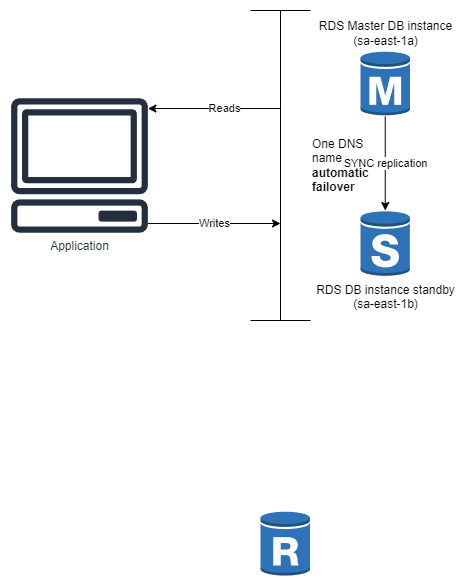 RDS Master DB instance
(sa-east-1a)
M
Reads
One DNS
name
SYNC replication
automatic
failover
Writes
S
Application
RDS DB instance standby
(sa-east-1b)
R